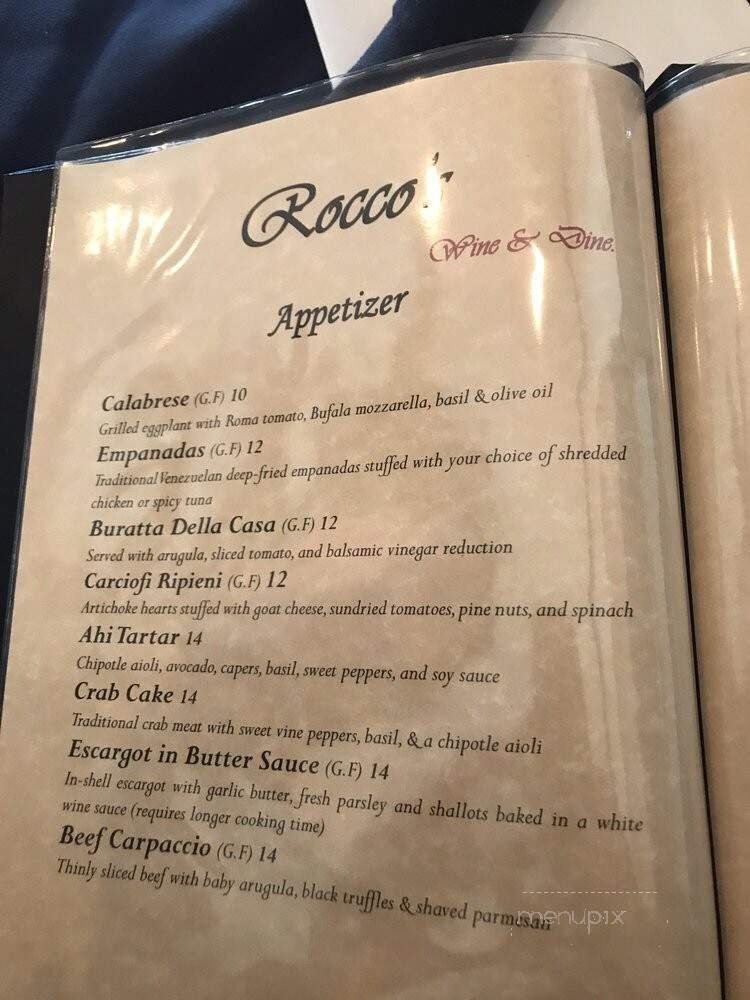 Rocco's
Wine & Dine.
Appetizer
Calabrese (G.F) 10
Grilled eggplant with Roma tomato, Bufala mozzarella, basil & olive oil
Empanadas (G.F) 12
Traditional Venezuelan deep-fried empanadas stuffed with your choice of shredded
chicken or spicy tuna
Buratta Della Casa (G.F) 12
Served with arugula, sliced tomato, and balsamic vinegar reduction
Carciofi Ripieni (G.F) 12
Artichoke hearts stuffed with goat cheese, sundried tomatoes, pine nuts, and spinach
Ahi Tartar 14
Chipotle aioli, avocado, capers, basil, sweet peppers, and soy sauce
Crab Cake 14
Traditional crab meat with sweet vine peppers, basil, & a chipotle aioli
Escargot in Butter Sauce (G.F) 14
In-shell escargot with garlic butter, fresh parsley and shallots baked in a white
wine sauce (requires longer cooking time)
Beef Carpaccio (G.F) 14
Thinly sliced beef with baby arugula, black truffles & shaved parmesan
menupix